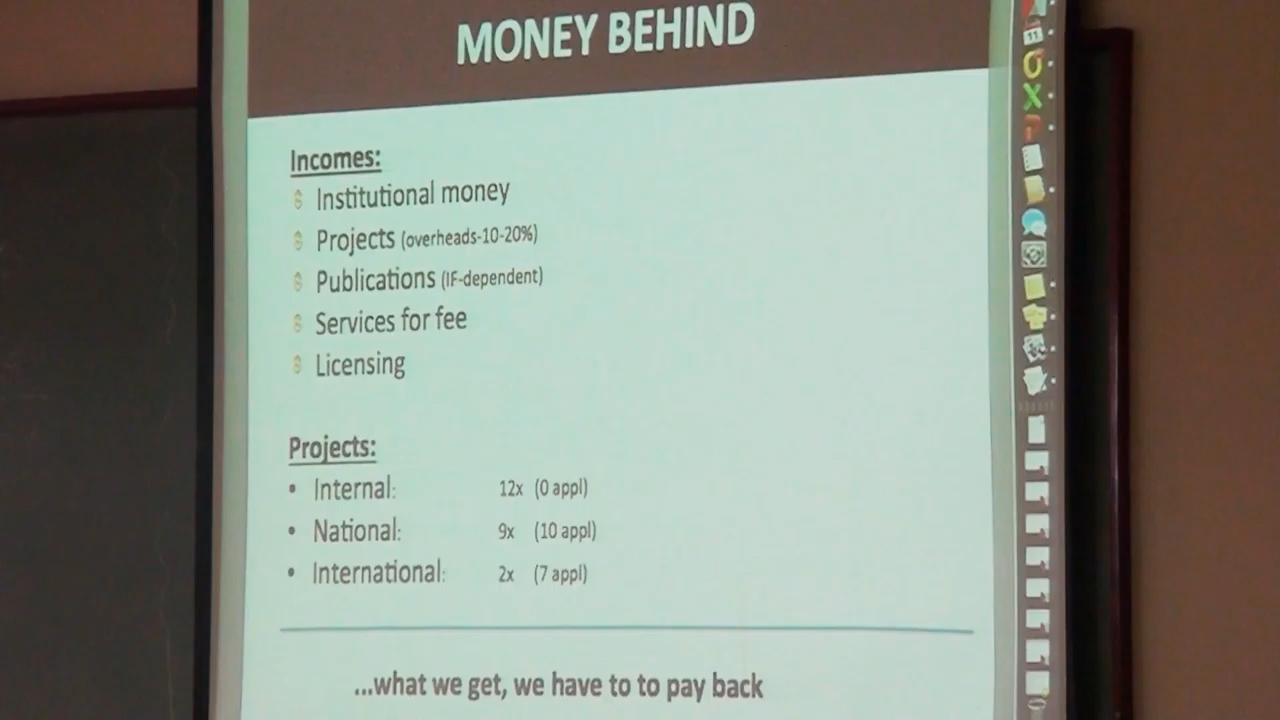 MONEY BEHIND
Incomes:
Institutional money
Projects (overheads-10-20%)
Publications (IF-dependent)
Services for fee
Licensing
Projects:
• Internal: 12x (0 appl)
• National: 9x (10 appl)
• International: 2x (7 appl)
...what we get, we have to to pay back